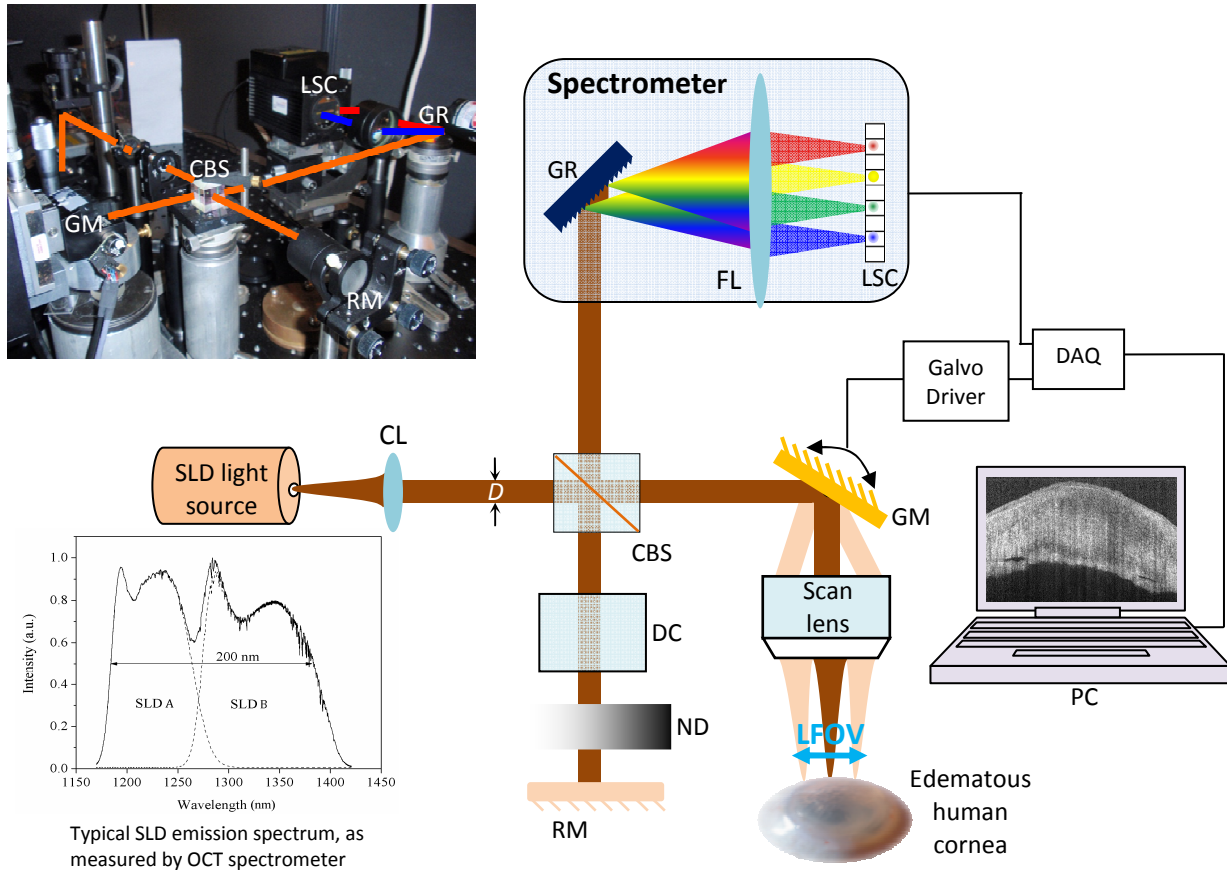 LSC
GR
CBS
GM
RM
Spectrometer
GR
FL
LSC
Galvo
Driver
DAQ
SLD light
source
CL
D
CBS
GM
Scan
lens
DC
ND
RM
LFOV
Edematous
human
cornea
PC
Intensity (a.u.)
1.0
0.8
0.6
0.4
0.2
0.0
200 nm
SLD A
SLD B
1150 1200 1250 1300 1350 1400 1450
Wavelength (nm)
Typical SLD emission spectrum, as
measured by OCT spectrometer